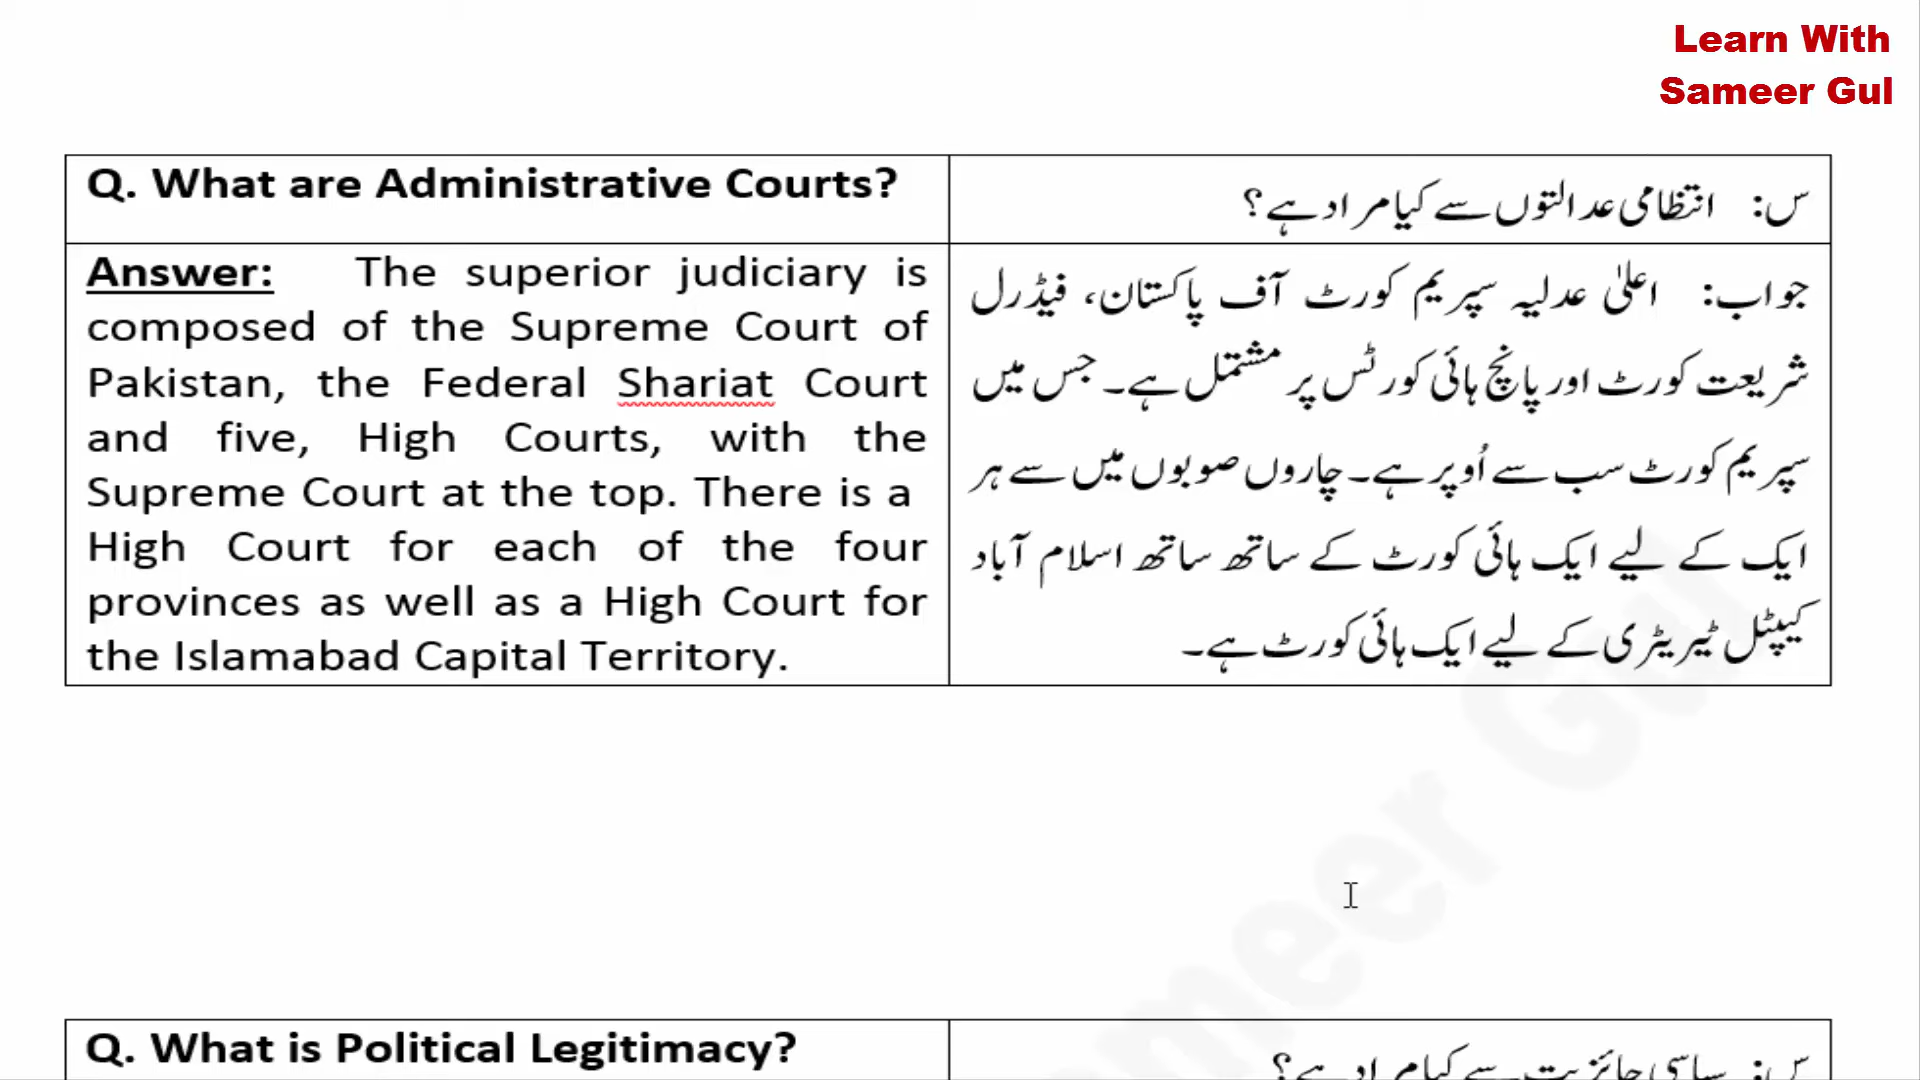 Learn With
Sameer Gul
Q. What are Administrative Courts?
س: انتظامی عدالتوں سے کیا مراد ہے؟
Answer: The superior judiciary is
composed of the Supreme Court of
Pakistan, the Federal Shariat Court
and five, High Courts, with the
Supreme Court at the top. There is a
High Court for each of the four
provinces as well as a High Court for
the Islamabad Capital Territory.
جواب: اعلیٰ عدلیہ سپریم کورٹ آف پاکستان، فیڈرل
شریعت کورٹ اور پانچ ہائی کورٹس پر مشتمل ہے۔ جس میں
سپریم کورٹ سب سے اُوپر ہے۔ چاروں صوبوں میں سے ہر
ایک کے لیے ایک ہائی کورٹ کے ساتھ ساتھ اسلام آباد
کیپٹل ٹیریٹری کے لیے ایک ہائی کورٹ ہے۔
Q. What is Political Legitimacy?
س: سیاسی جائزیت سے کیا مراد ہے؟